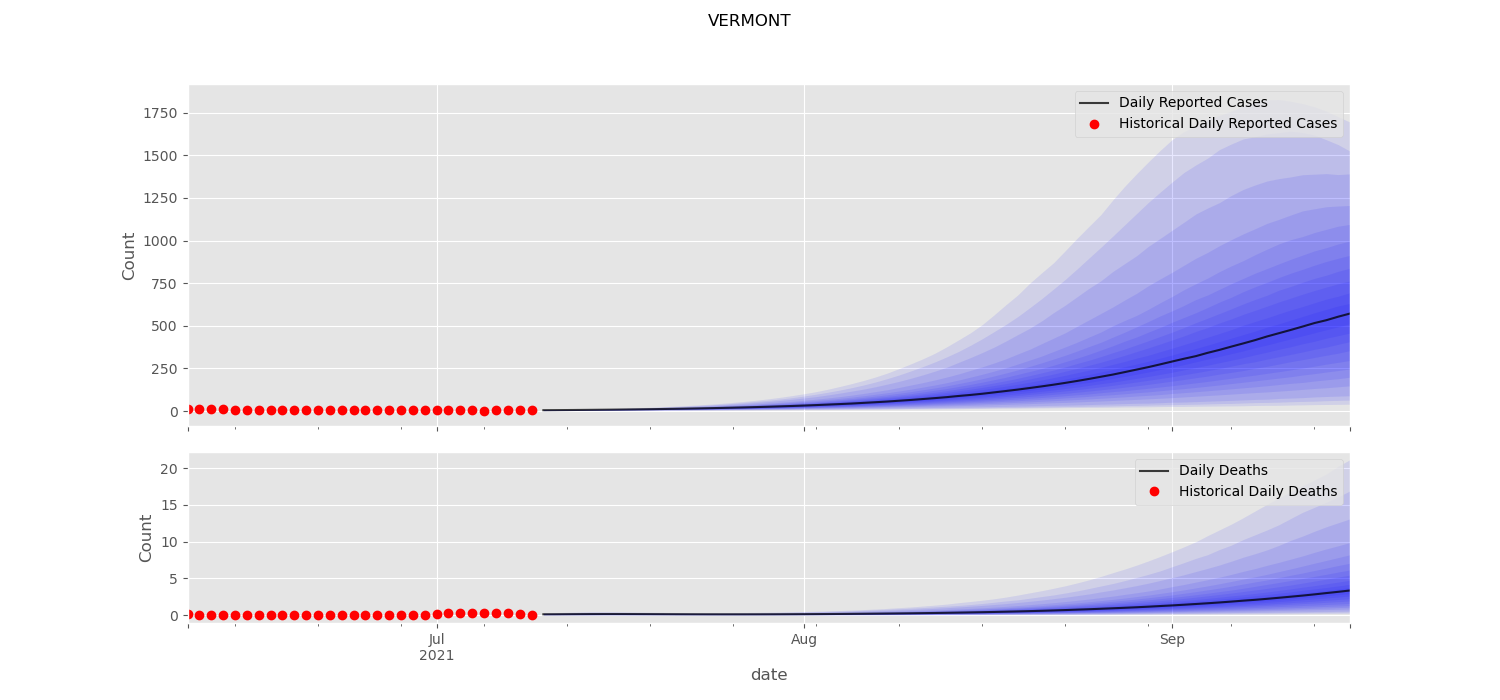 VERMONT
1750
1500
1250
1000
750
500
250
0
Count
Daily Reported Cases
Historical Daily Reported Cases
20
15
10
5
0
Count
Daily Deaths
Historical Daily Deaths
Jul
2021
Aug
Sep
date